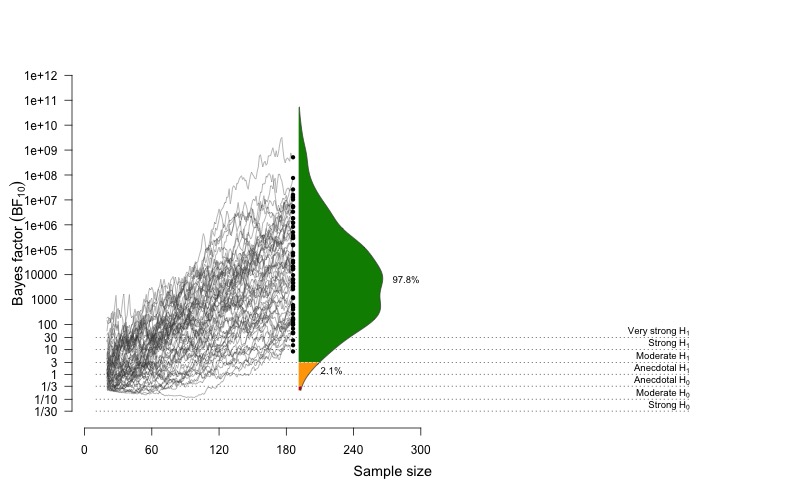 1e+12
1e+11
1e+10
1e+09
1e+08
1e+07
1e+06
1e+05
10000
1000
100
30
10
3
1
1/3
1/10
1/30
Bayes factor (BF10)
97.8%
2.1%
Very strong H1
Strong H1
Moderate H1
Anecdotal H1
Anecdotal H0
Moderate H0
Strong H0
0 60 120 180 240 300
Sample size